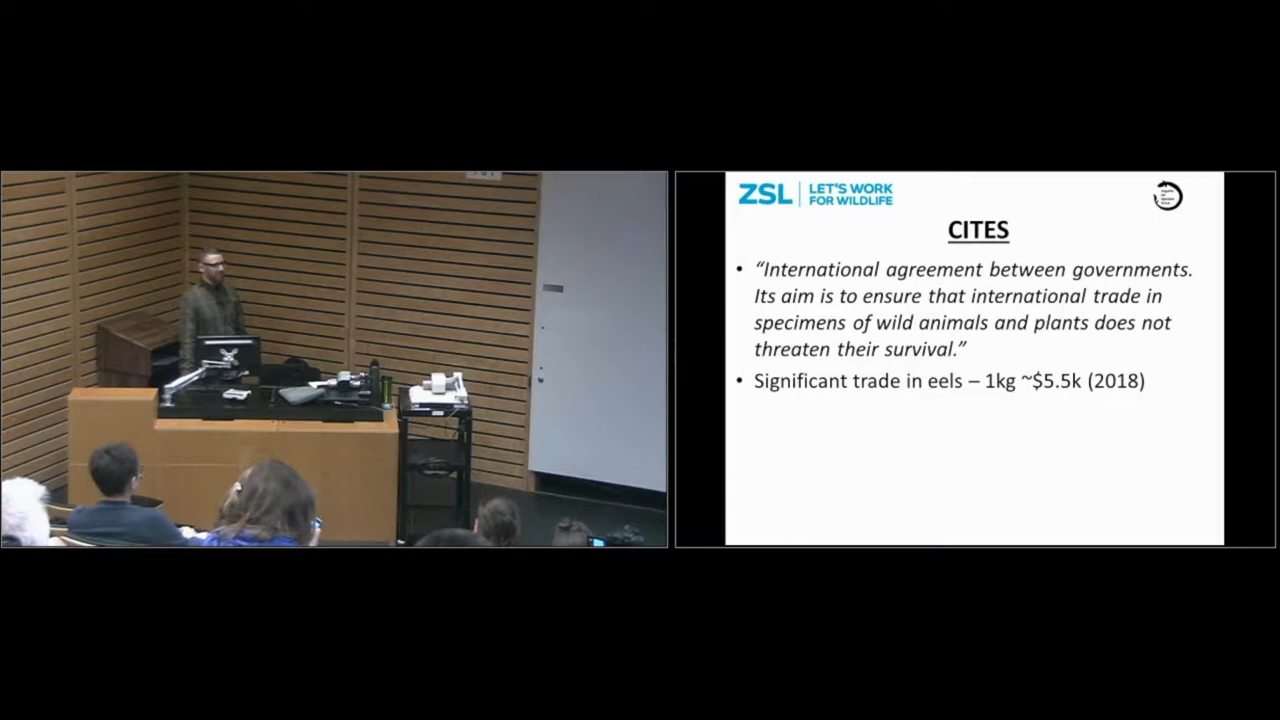 ZSL
LET'S WORK
FOR WILDLIFE
CITES
• “International agreement between governments.
Its aim is to ensure that international trade in
specimens of wild animals and plants does not
threaten their survival.”
• Significant trade in eels – 1kg ~$5.5k (2018)